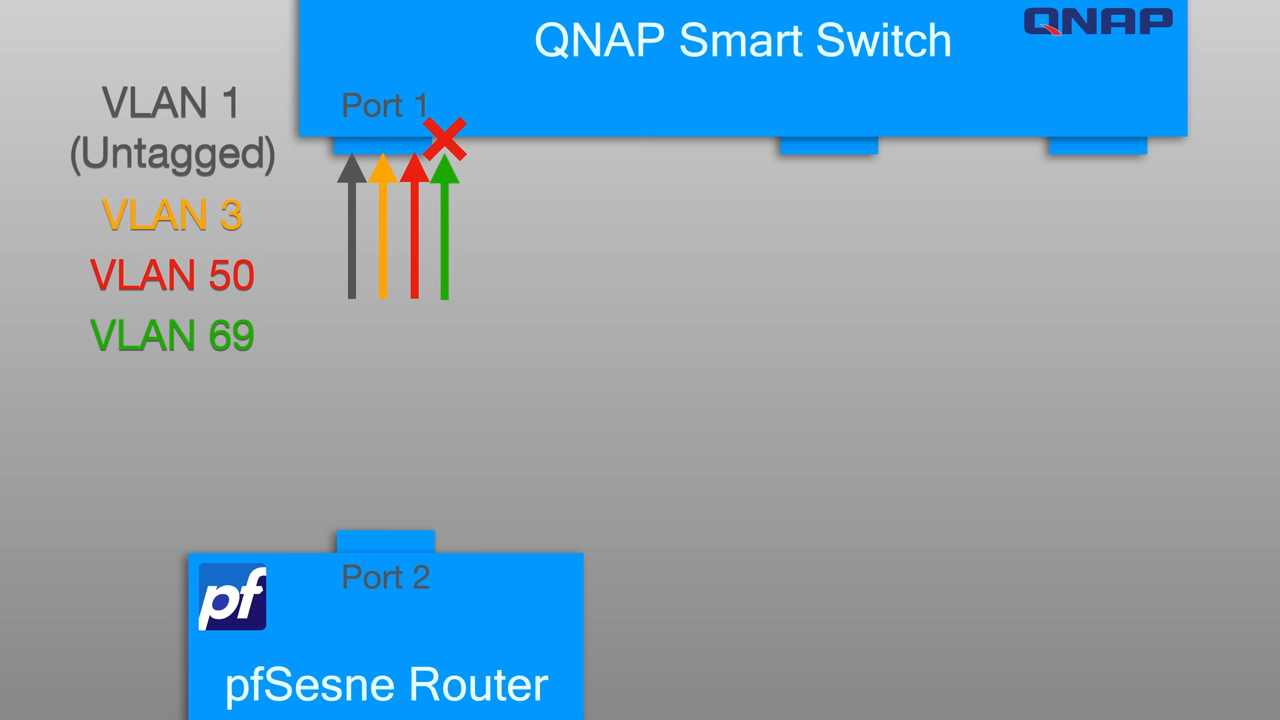 QNAP Smart Switch
QNAP
Port 1
VLAN 1
(Untagged)
VLAN 3
VLAN 50
VLAN 69
Port 2
pf
pfSesne Router